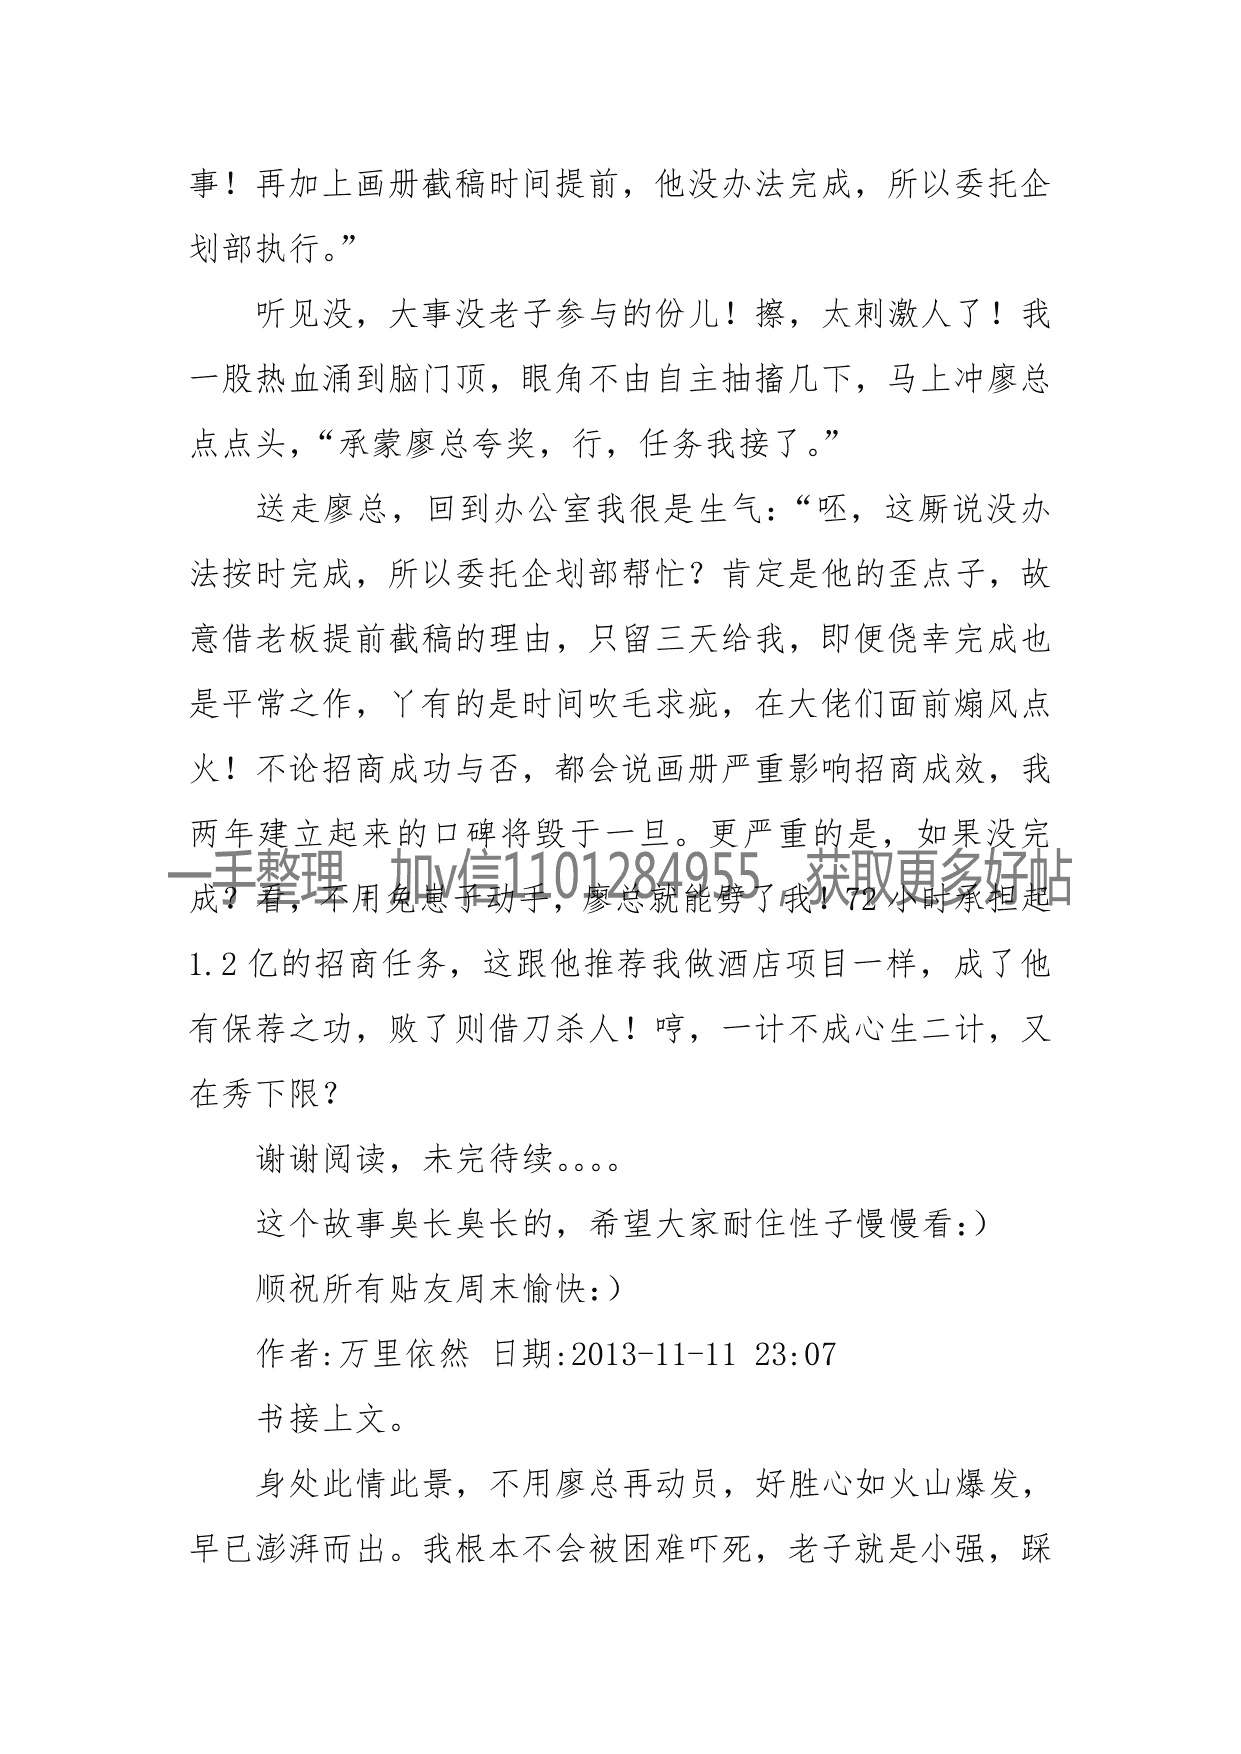 事！再加上画册截稿时间提前，他没办法完成，所以委托企
划部执行。”
听见没，大事没老子参与的份儿！擦，太刺激人了！我
一股热血涌到脑门顶，眼角不由自主抽搐几下，马上冲廖总
点点头，“承蒙廖总夸奖，行，任务我接了。”
送走廖总，回到办公室我很是生气：“呸，这厮说没办
法按时完成，所以委托企划部帮忙？肯定是他的歪点子，故
意借老板提前截稿的理由，只留三天给我，即便侥幸完成也
是平常之作，丫有的是时间吹毛求疵，在大佬们面前煽风点
火！不论招商成功与否，都会说画册严重影响招商成效，我
两年建立起来的口碑将毁于一旦。更严重的是，如果没完
一手整理，加v信1101284955，获取更多好帖
成？看，不用兔崽子动手，廖总就能劈了我！72 小时承担起
1.2 亿的招商任务，这跟他推荐我做酒店项目一样，成了他
有保荐之功，败了则借刀杀人！哼，一计不成心生二计，又
在秀下限？
谢谢阅读，未完待续。。。。
这个故事臭长臭长的，希望大家耐住性子慢慢看:）
顺祝所有贴友周末愉快:）
作者:万里依然 日期:2013-11-11 23:07
书接上文。
身处此情此景，不用廖总再动员，好胜心如火山爆发，
早已澎湃而出。我根本不会被困难吓死，老子就是小强，踩